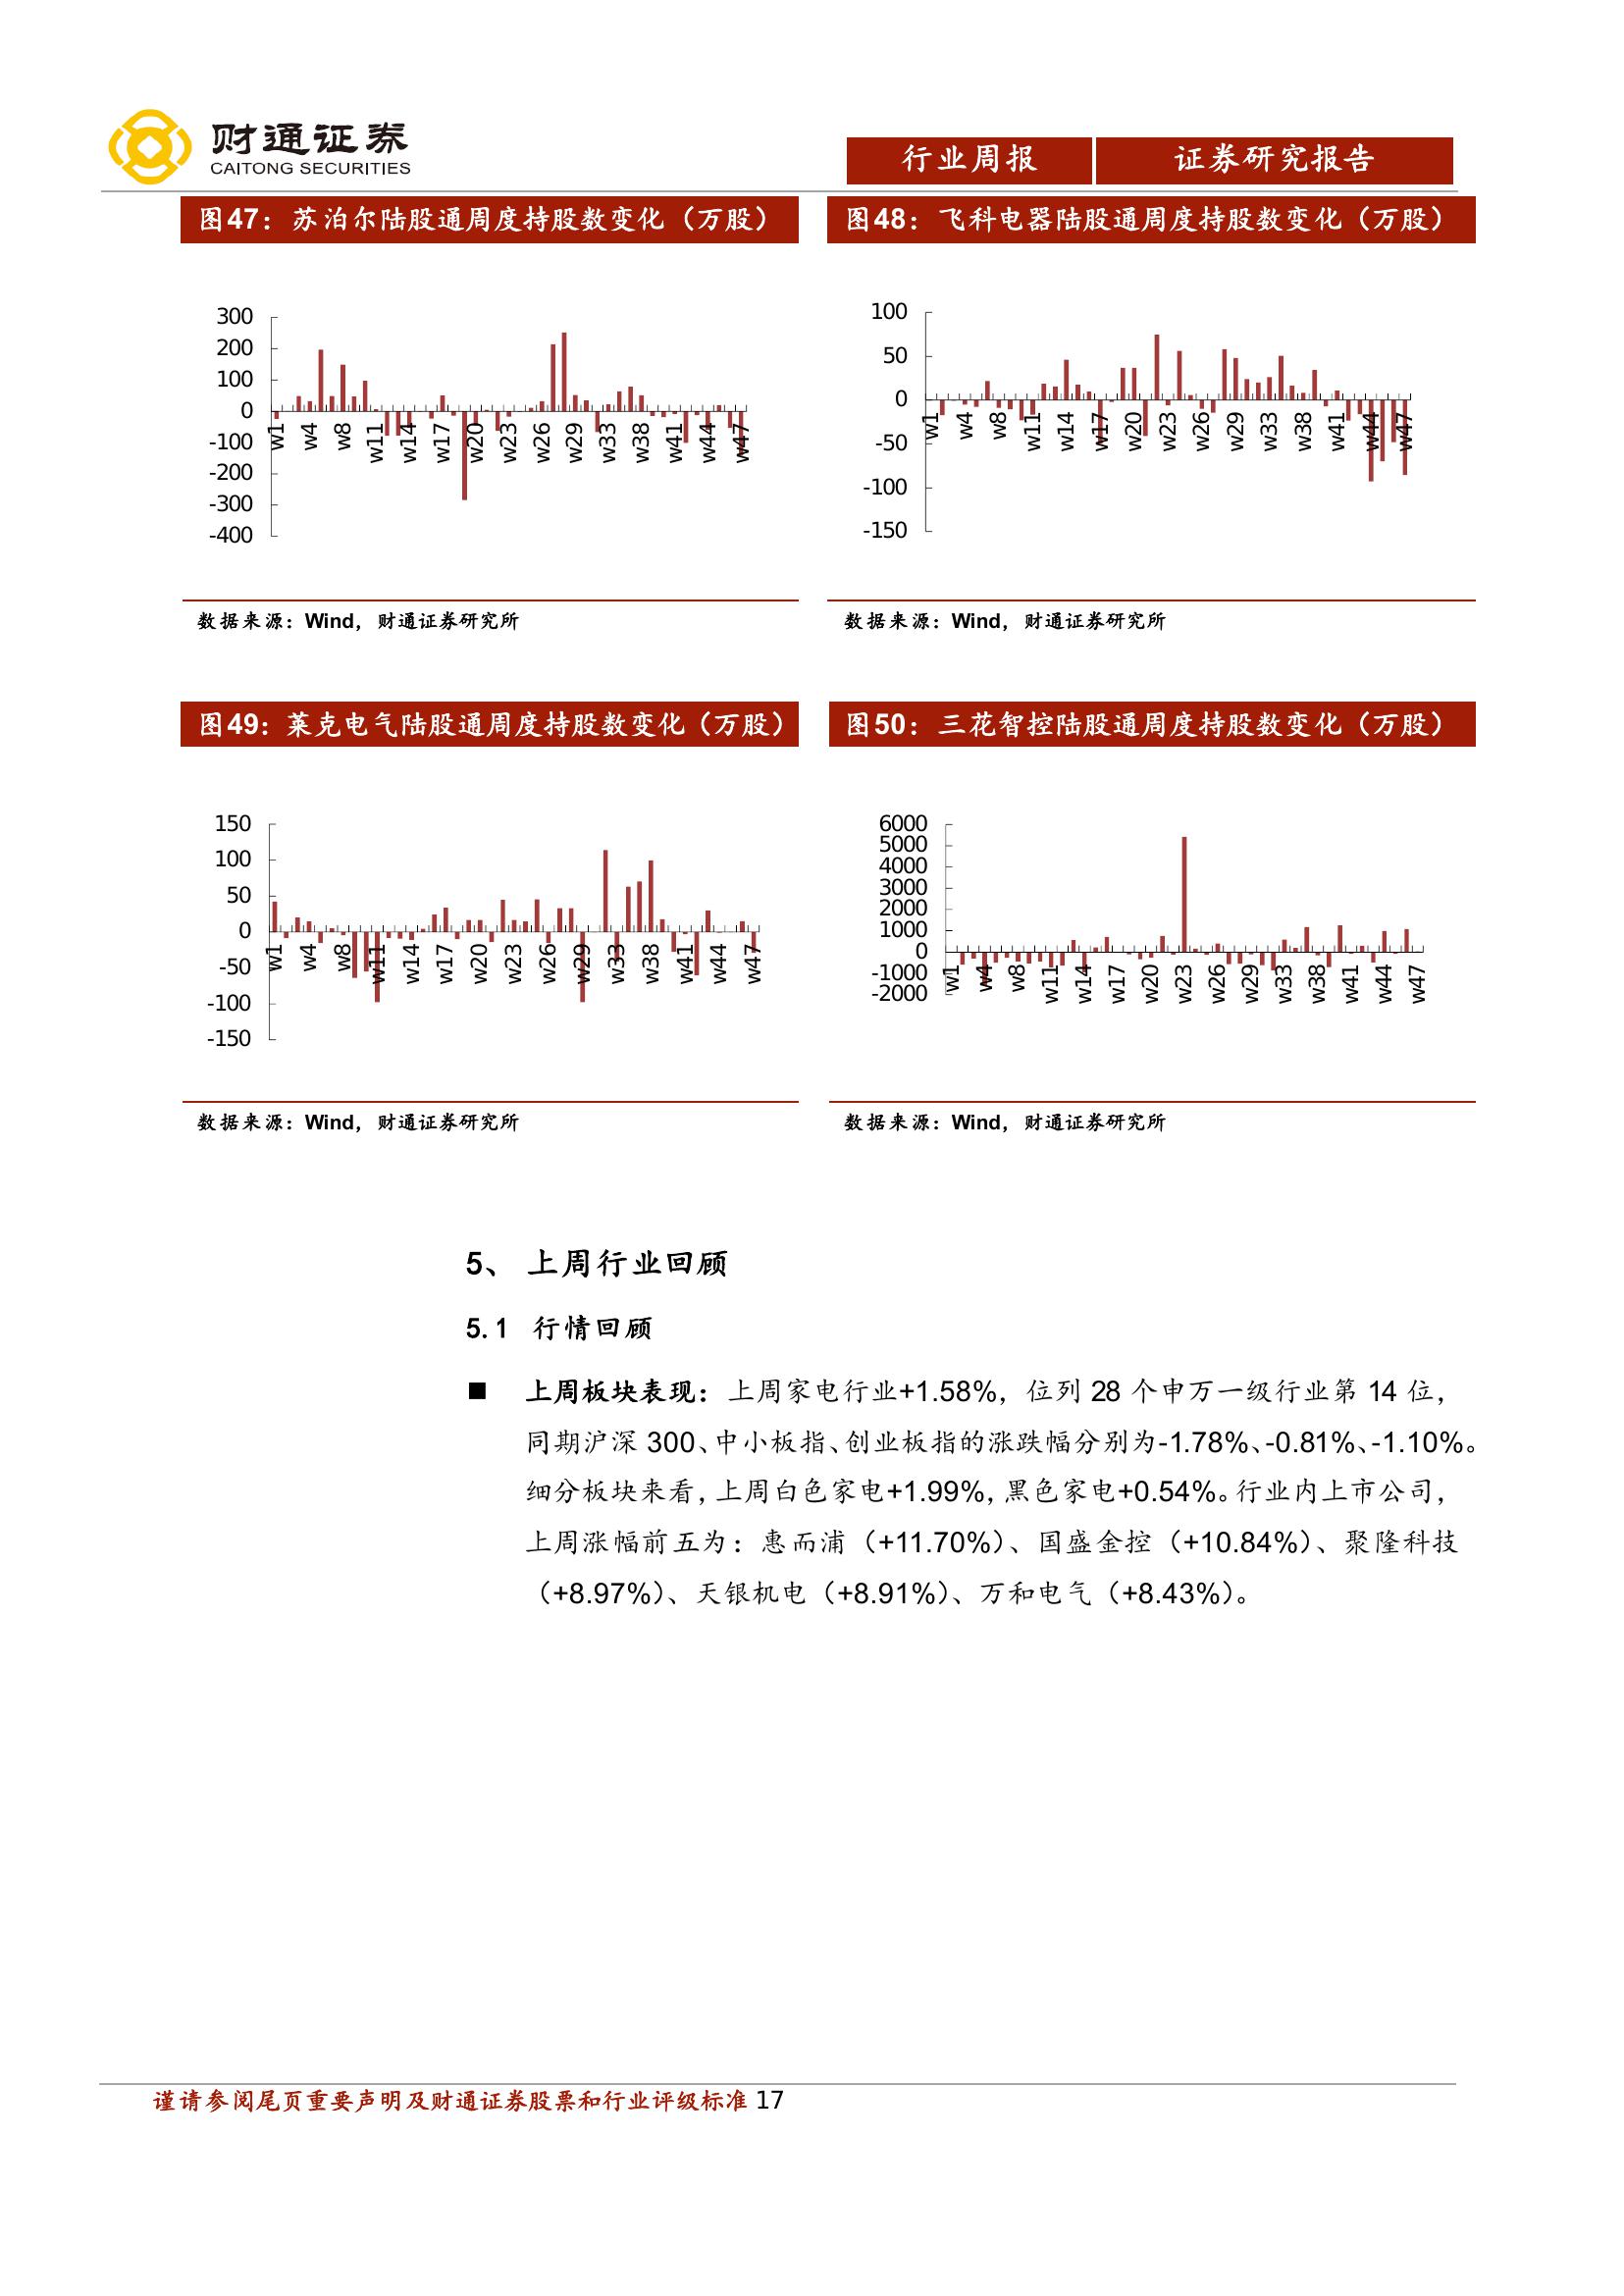 财通证券
CAITONG SECURITIES
行业周报
证券研究报告
图47：苏泊尔陆股通周度持股数变化（万股）
300
200
100
0
-100
-200
-300
-400
w1 w4 w8 w11 w14 w17 w20 w23 w26 w29 w33 w38 w41 w44 w47
数据来源：Wind，财通证券研究所
图48：飞科电器陆股通周度持股数变化（万股）
100
50
0
-50
-100
-150
w1 w4 w8 w11 w14 w17 w20 w23 w26 w29 w33 w38 w41 w44 w47
数据来源：Wind，财通证券研究所
图49：莱克电气陆股通周度持股数变化（万股）
150
100
50
0
-50
-100
-150
w1 w4 w8 w11 w14 w17 w20 w23 w26 w29 w33 w38 w41 w44 w47
数据来源：Wind，财通证券研究所
图50：三花智控陆股通周度持股数变化（万股）
6000
5000
4000
3000
2000
1000
0
-1000
-2000
w1 w4 w8 w11 w14 w17 w20 w23 w26 w29 w33 w38 w41 w44 w47
数据来源：Wind，财通证券研究所
5、 上周行业回顾
5.1 行情回顾
■ 上周板块表现：上周家电行业+1.58%，位列 28 个申万一级行业第 14 位，
同期沪深 300、中小板指、创业板指的涨跌幅分别为-1.78%、-0.81%、-1.10%。
细分板块来看，上周白色家电+1.99%，黑色家电+0.54%。行业内上市公司，
上周涨幅前五为：惠而浦（+11.70%）、国盛金控（+10.84%）、聚隆科技
（+8.97%）、天银机电（+8.91%）、万和电气（+8.43%）。
谨请参阅尾页重要声明及财通证券股票和行业评级标准 17